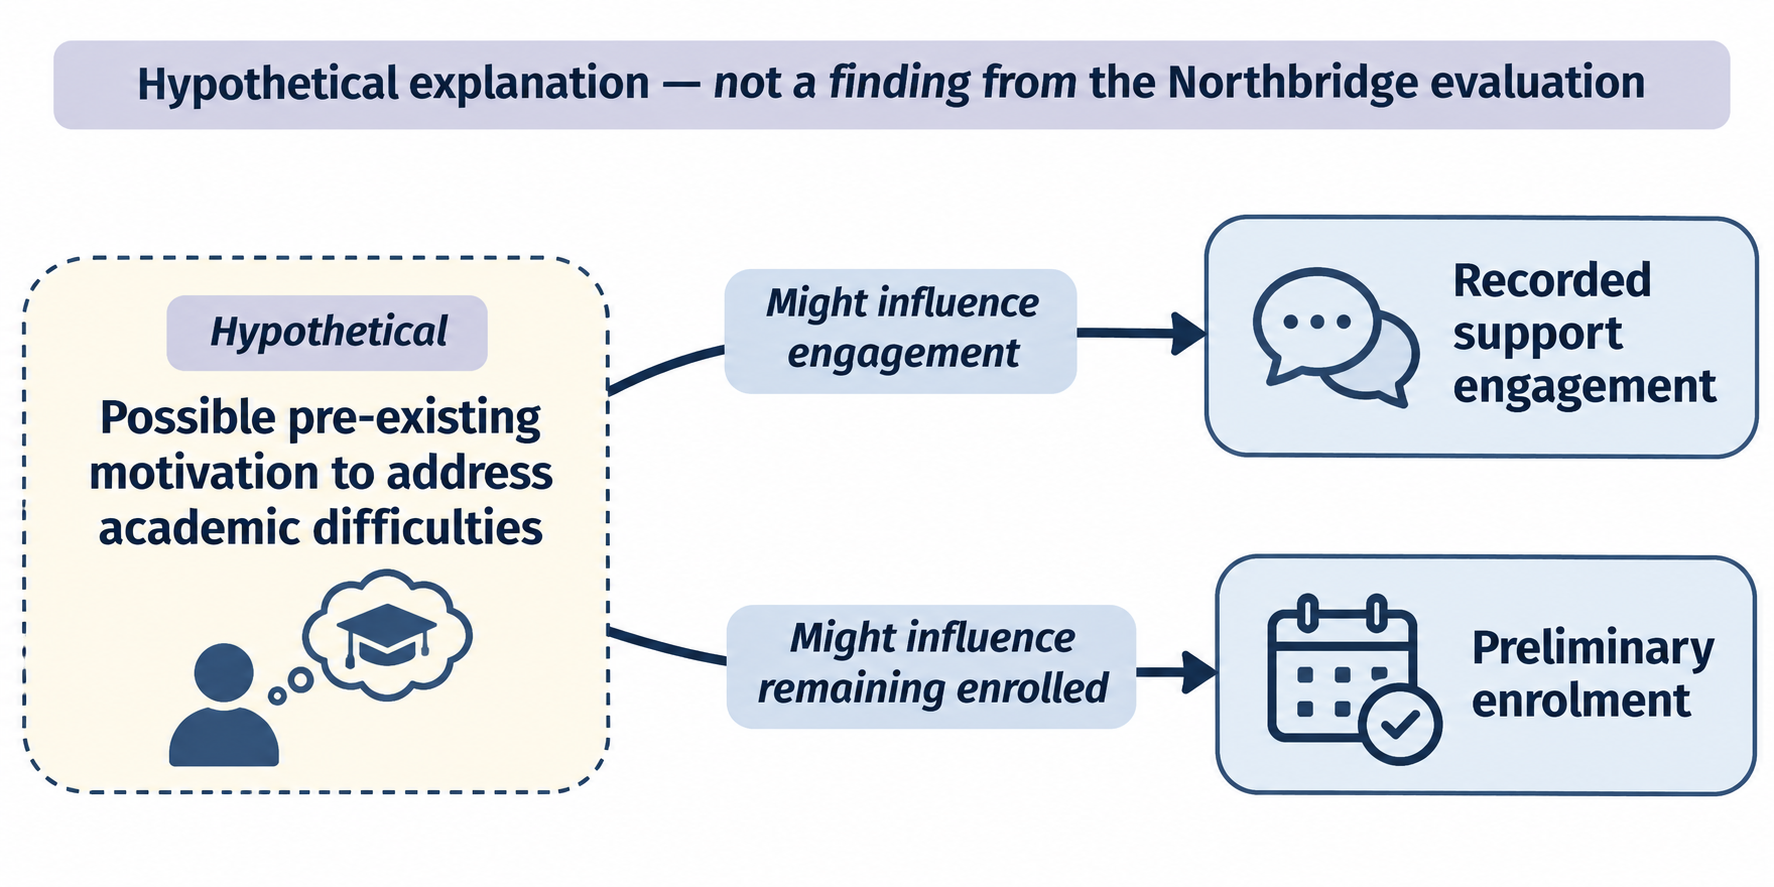 Hypothetical explanation — not a finding from the Northbridge evaluation
Hypothetical
Possible pre-existing
motivation to address
academic difficulties
Might influence
engagement
Recorded
support
engagement
Might influence
remaining enrolled
Preliminary
enrolment